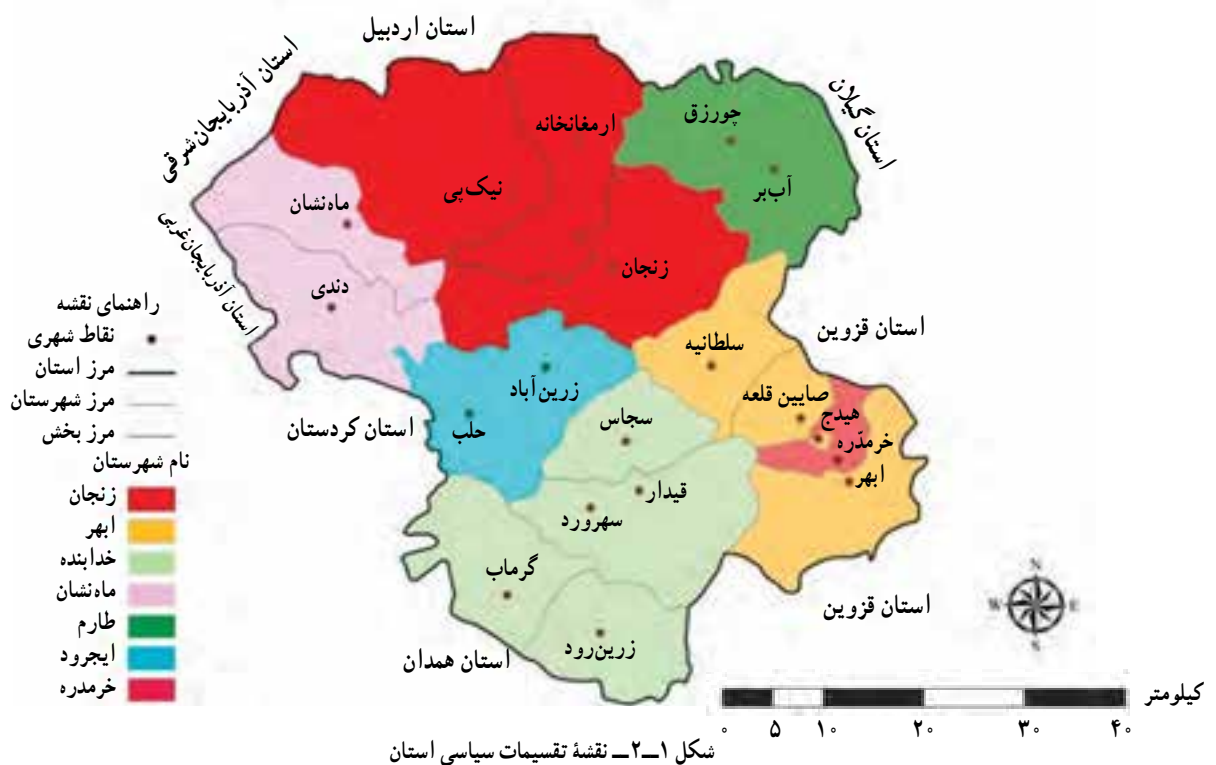 استان اردبیل
استان آذربایجان‌شرقی
استان گیلان
چورزق
ارمغانخانه
آب‌بر
نیک‌پی
ماه‌نشان
استان آذربایجان‌غربی
زنجان
دندی
استان قزوین
سلطانیه
زرین‌آباد
صایین قلعه
هیدج
سجاس
حلب
استان کردستان
خرمدّره
ابهر
قیدار
سهرورد
گرماب
استان قزوین
زرین‌رود
استان همدان
راهنمای نقشه
نقاط شهری
مرز استان
مرز شهرستان
مرز بخش
نام شهرستان
زنجان
ابهر
خدابنده
ماه‌نشان
طارم
ایجرود
خرمدره
N
W E
S
کیلومتر
۰ ۵ ۱۰ ۲۰ ۳۰ ۴۰
شکل ۱ــ۲ــ نقشهٔ تقسیمات سیاسی استان